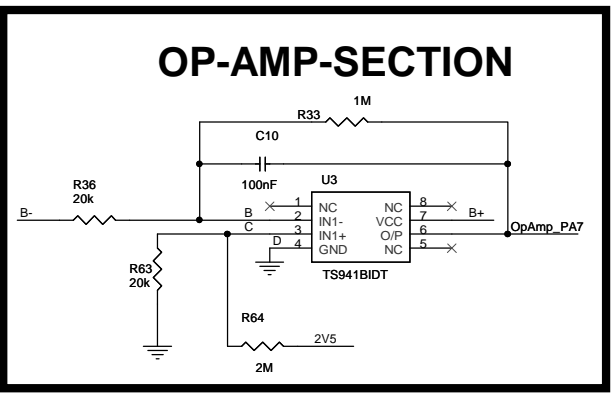 OP-AMP-SECTION
1M
R33
C10
100nF
U3
R36
20k
B-
B
C
D
1
2
3
4
NC
IN1-
IN1+
GND
NC
VCC
O/P
NC
8
7
6
5
B+
OpAmp_PA7
TS941BIDT
R63
20k
R64
2V5
2M